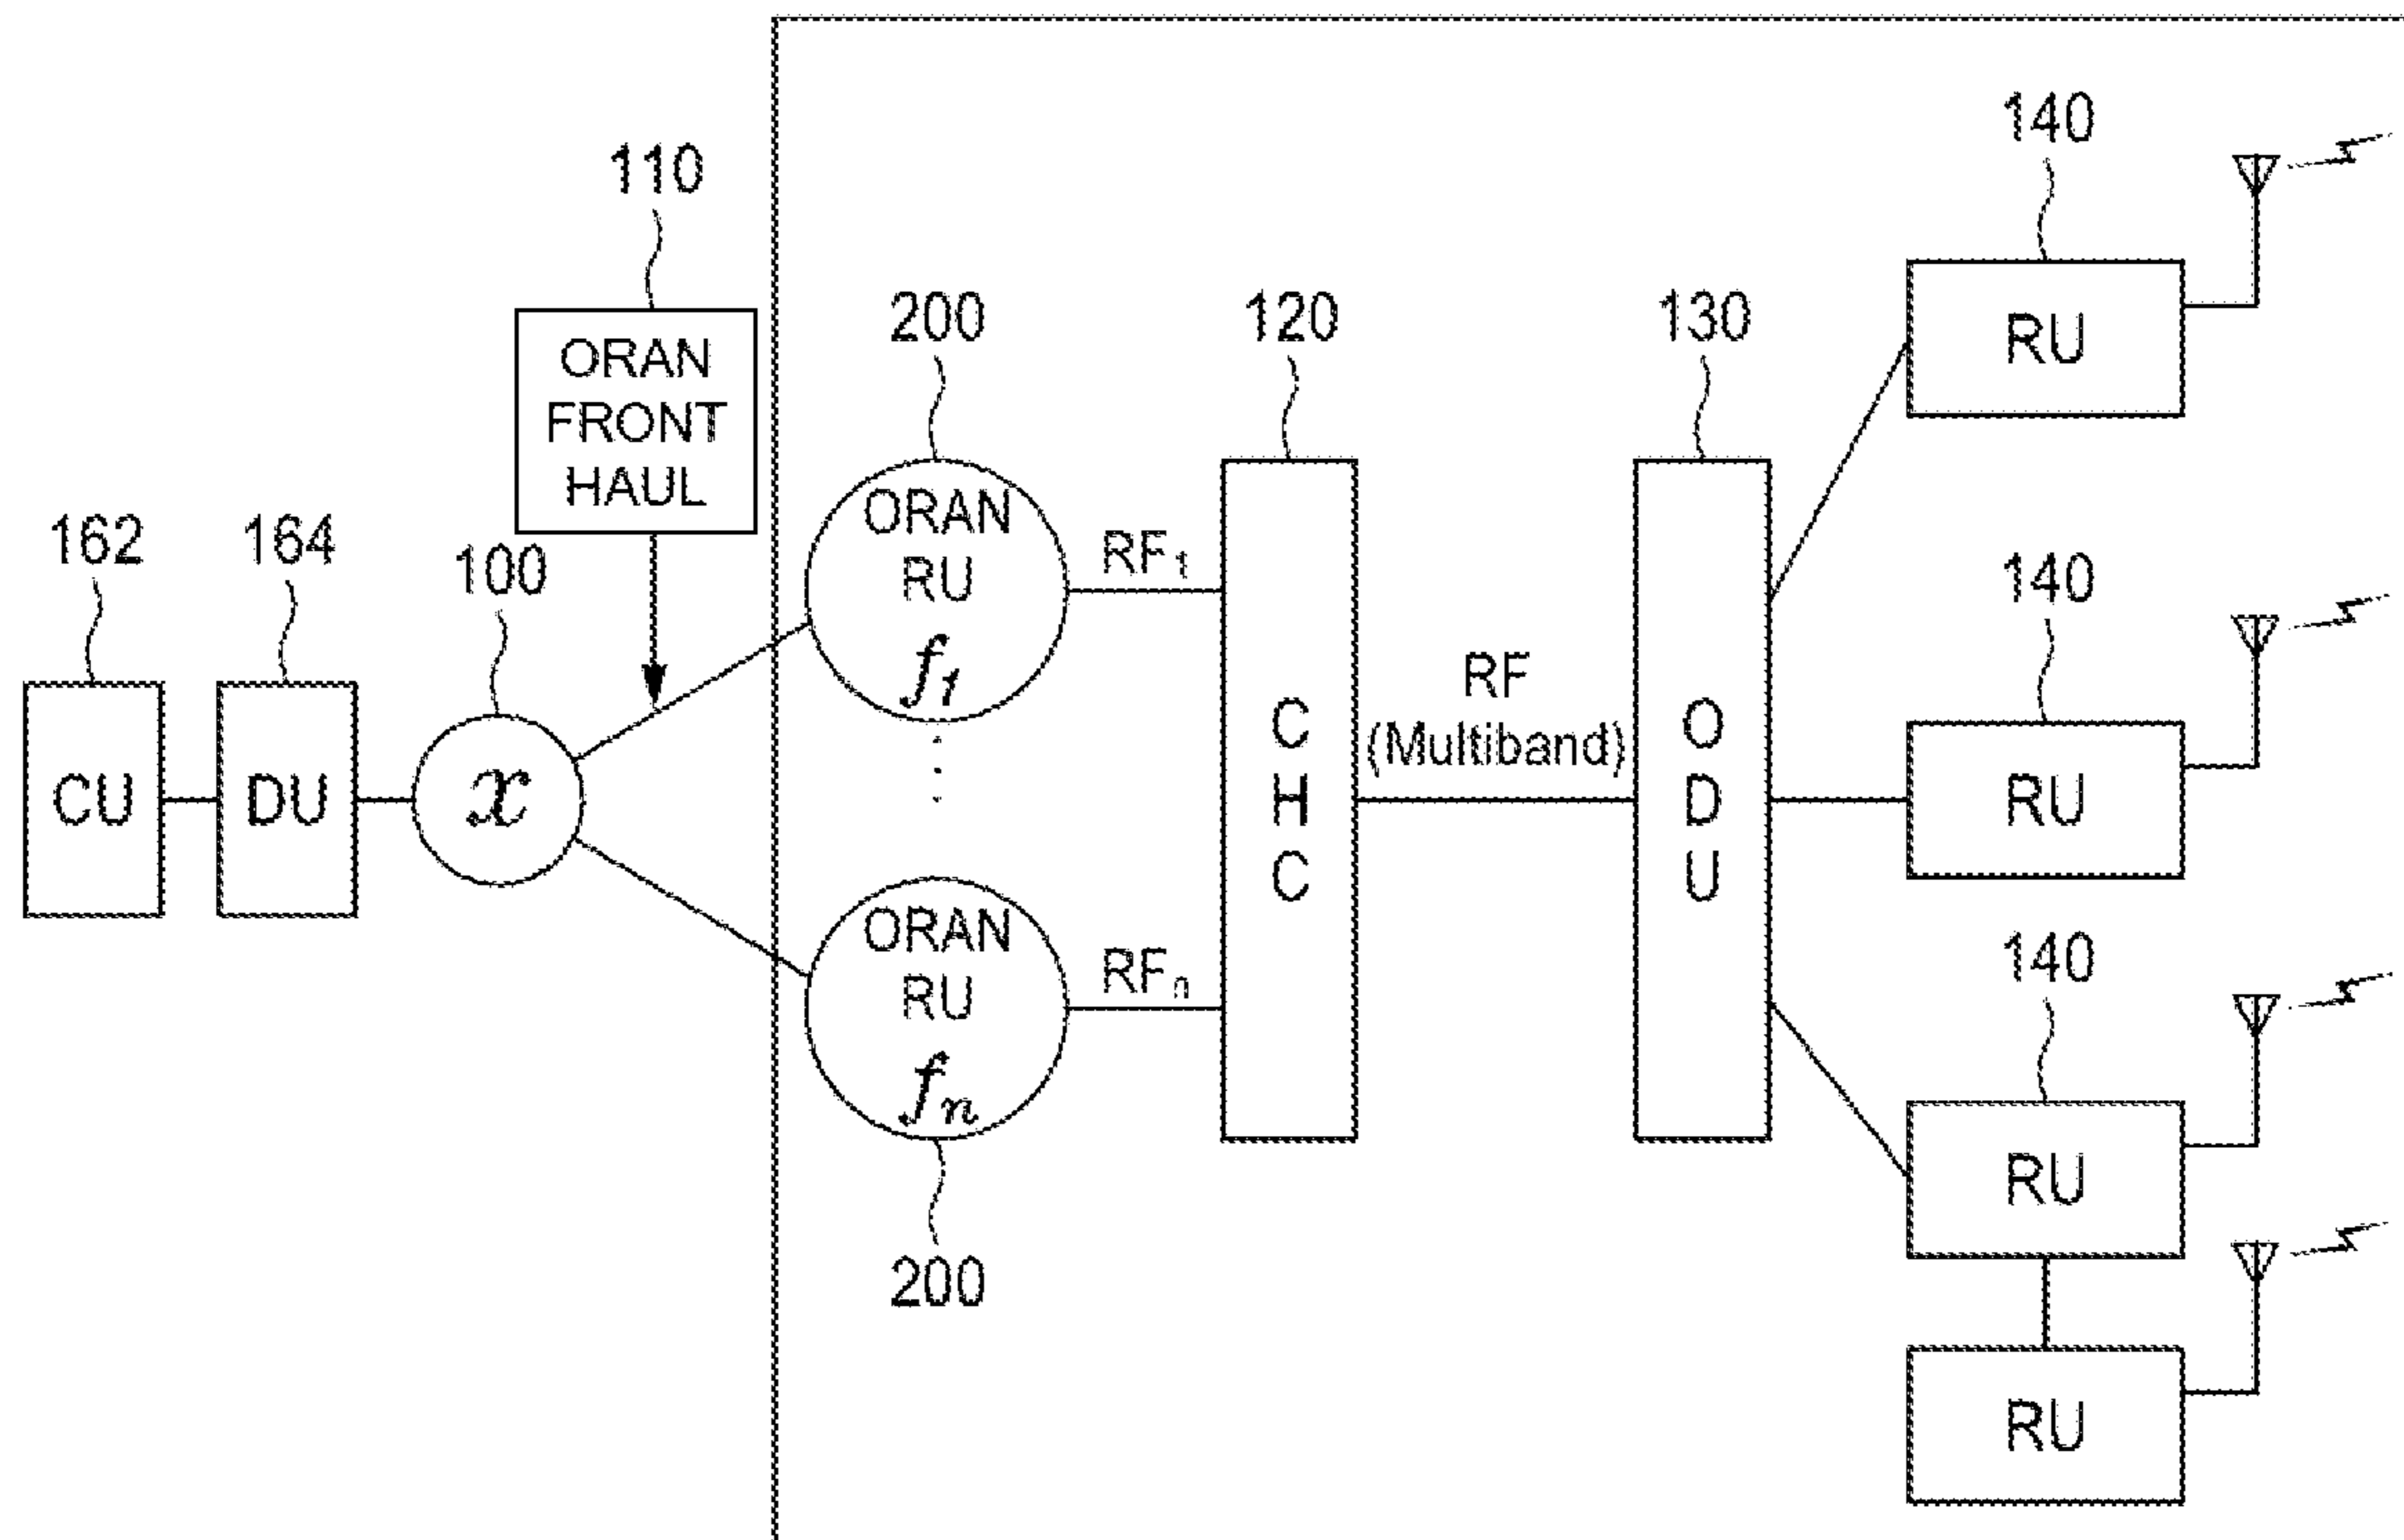 110
ORAN
FRONT
HAUL
162
164
100
CU
DU
x
200
ORAN
RU
f1
RF1
120
C
H
C
RF
(Multiband)
130
O
D
U
140
RU
140
RU
140
RU
RU
ORAN
RU
fn
RFn
200